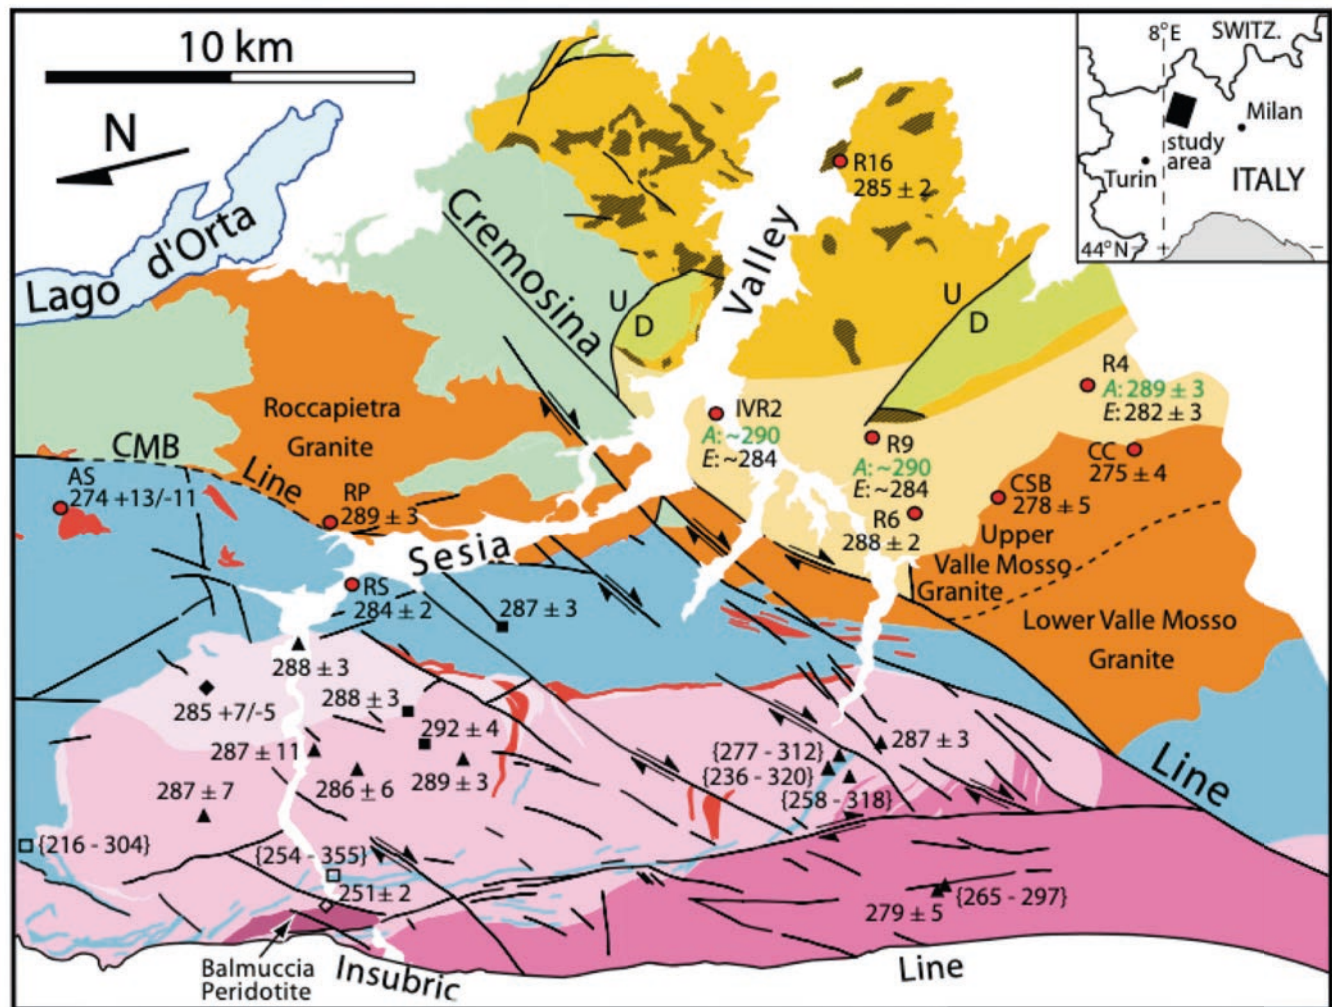 10 km
N
Lago d'Orta
Cremosina
Valley
R16
285 ± 2
8°E
SWITZ.
Milan
study
area
Turin
ITALY
44°N
U
D
U
D
Roccapietra
Granite
CMB
Line
AS
274 +13/-11
RP
289 ± 3
IVR2
A: ~290
E: ~284
R9
A: ~290
E: ~284
R4
A: 289 ± 3
E: 282 ± 3
CC
275 ± 4
CSB
278 ± 5
R6
288 ± 2
Upper
Valle Mosso
Granite
Lower Valle Mosso
Granite
Sesia
RS
284 ± 2
287 ± 3
288 ± 3
285 +7/-5
288 ± 3
292 ± 4
287 ± 11
286 ± 6
289 ± 3
287 ± 7
{277 - 312}
{236 - 320}
{258 - 318}
287 ± 3
Line
{216 - 304}
{254 - 355}
251 ± 2
279 ± 5
{265 - 297}
Balmuccia
Peridotite
Insubric
Line